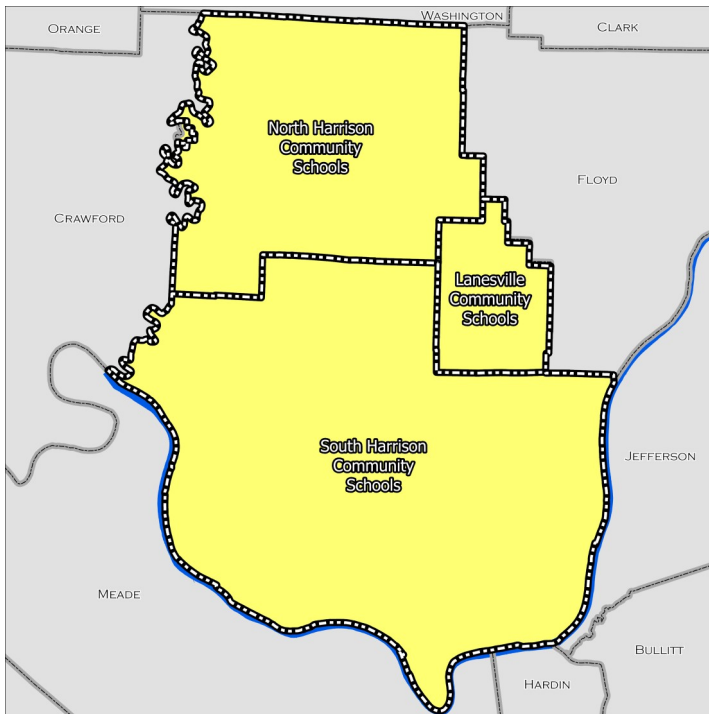 WASHINGTON
ORANGE
CLARK
North Harrison
Community
Schools
FLOYD
CRAWFORD
Lanesville
Community
Schools
South Harrison
Community
Schools
JEFFERSON
MEADE
BULLITT
HARDIN